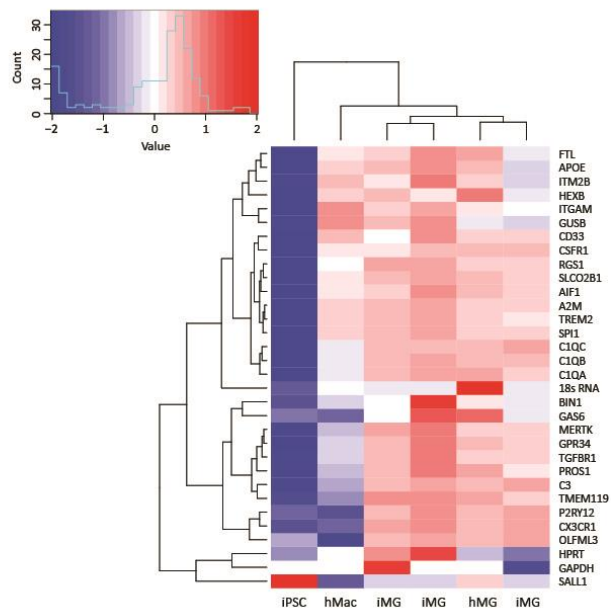 Count
0 10 20 30
-2 -1 0 1 2
Value
FTL
APOE
ITM2B
HEXB
ITGAM
GUSB
CD33
CSFR1
RGS1
SLCO2B1
AIF1
A2M
TREM2
SPI1
C1QC
C1QB
C1QA
18s RNA
BIN1
GAS6
MERTK
GPR34
TGFBR1
PROS1
C3
TMEM119
P2RY12
CX3CR1
OLFML3
HPRT
GAPDH
SALL1
iPSC hMac iMG iMG hMG iMG